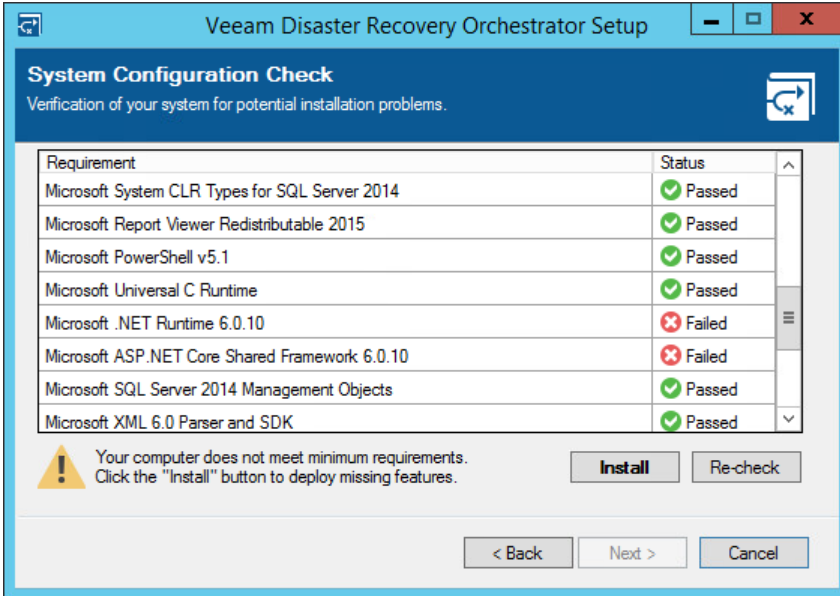 Veeam Disaster Recovery Orchestrator Setup
System Configuration Check
Verification of your system for potential installation problems.
Requirement Status
Microsoft System CLR Types for SQL Server 2014 Passed
Microsoft Report Viewer Redistributable 2015 Passed
Microsoft PowerShell v5.1 Passed
Microsoft Universal C Runtime Passed
Microsoft .NET Runtime 6.0.10 Failed
Microsoft ASP.NET Core Shared Framework 6.0.10 Failed
Microsoft SQL Server 2014 Management Objects Passed
Microsoft XML 6.0 Parser and SDK Passed
Your computer does not meet minimum requirements.
Click the "Install" button to deploy missing features.
Install Re-check
< Back Next > Cancel